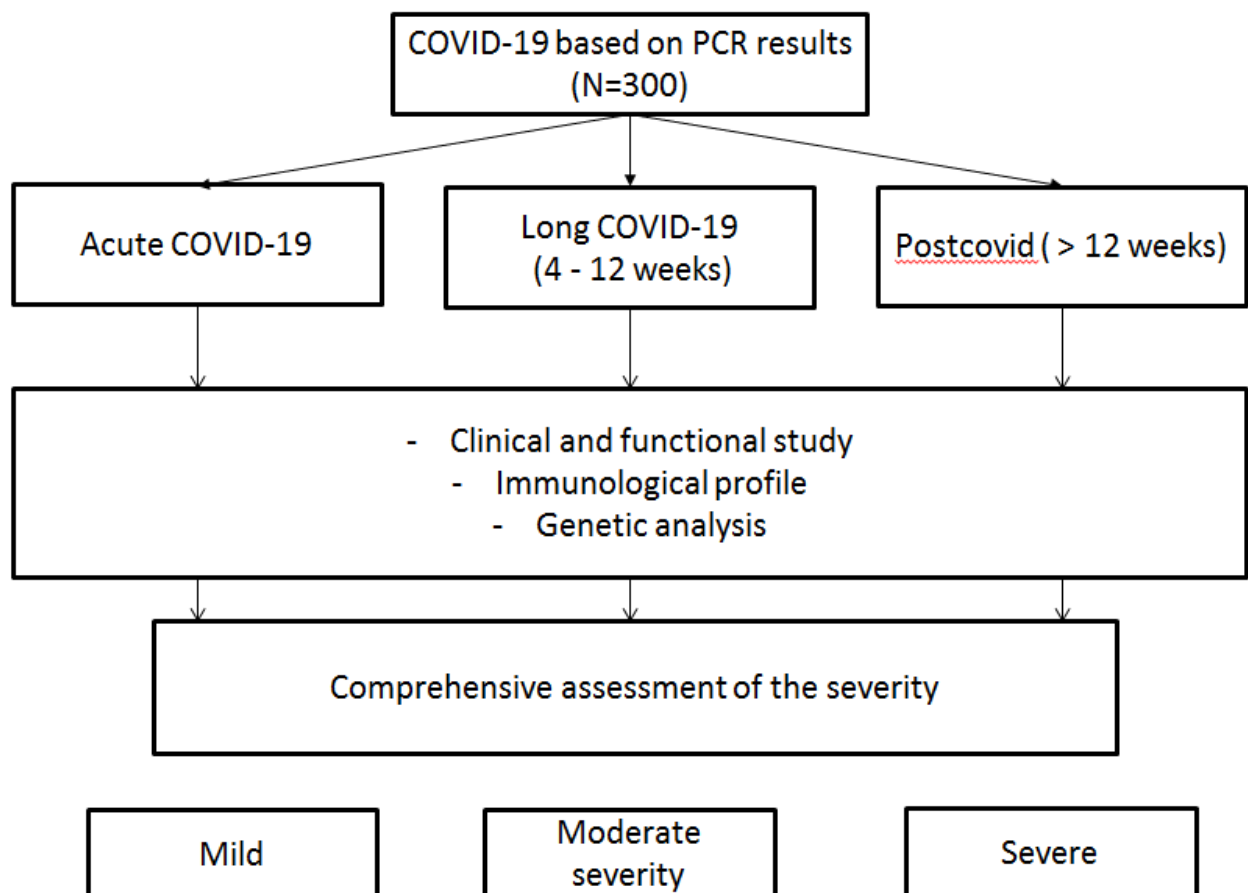 COVID-19 based on PCR results
(N=300)
Acute COVID-19
Long COVID-19
(4 - 12 weeks)
Postcovid ( > 12 weeks)
- Clinical and functional study
- Immunological profile
- Genetic analysis
Comprehensive assessment of the severity
Mild
Moderate
severity
Severe